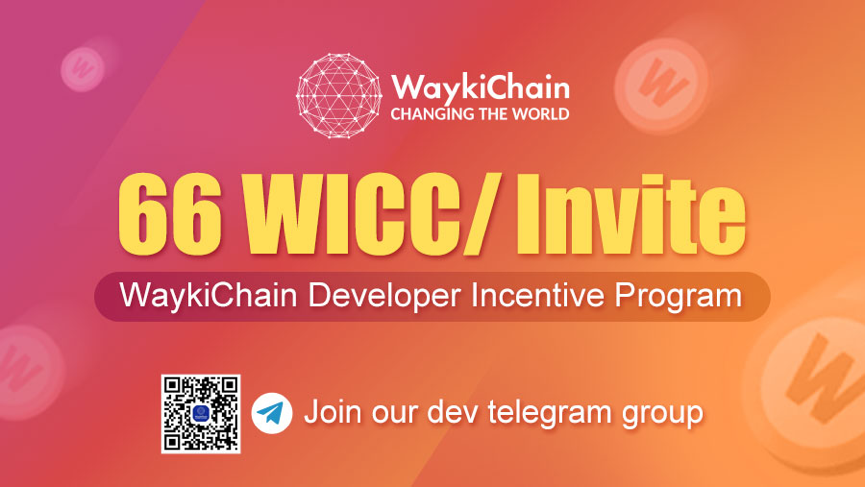 WaykiChain
CHANGING THE WORLD
66 WICC/ Invite
WaykiChain Developer Incentive Program
Join our dev telegram group
W
W
W
W